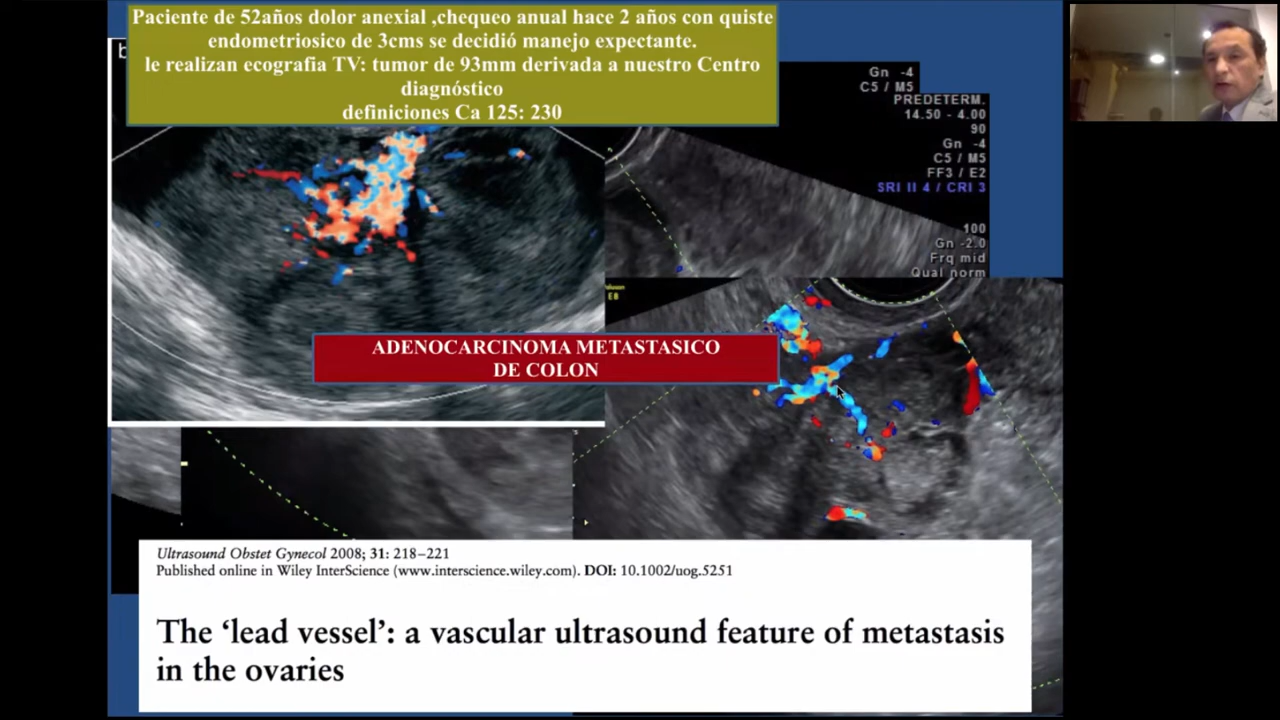 Paciente de 52años dolor anexial ,chequeo anual hace 2 años con quiste
endometriosico de 3cms se decidió manejo expectante.
le realizan ecografia TV: tumor de 93mm derivada a nuestro Centro
diagnóstico
definiciones Ca 125: 230
b
Gn -4
C5 / M5
PREDETERM.
14.50 - 4.00
90
Gn -4
C5 / M5
FF3 / E2
SRI II 4 / CRI 3
100
Gn -2.0
Frq mid
Qual norm
E8
ADENOCARCINOMA METASTASICO
DE COLON
Ultrasound Obstet Gynecol 2008; 31: 218–221
Published online in Wiley InterScience (www.interscience.wiley.com). DOI: 10.1002/uog.5251
The ‘lead vessel’: a vascular ultrasound feature of metastasis
in the ovaries